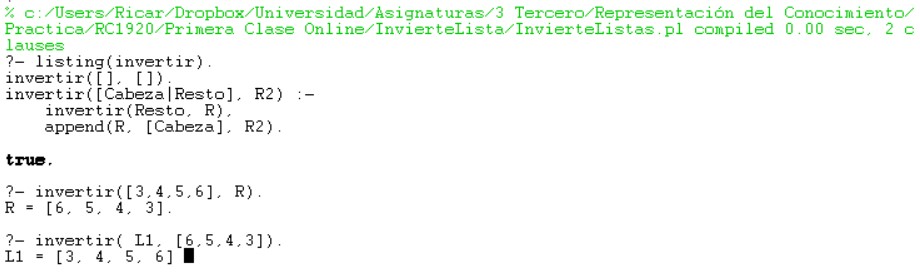 % c:/Users/Ricar/Dropbox/Universidad/Asignaturas/3 Tercero/Representación del Conocimiento/
Practica/RC1920/Primera Clase Online/InvierteLista/InvierteListas.pl compiled 0.00 sec, 2 c
lauses
?- listing(invertir).
invertir([], []).
invertir([Cabeza|Resto], R2) :-
    invertir(Resto, R),
    append(R, [Cabeza], R2).

true.

?- invertir([3,4,5,6], R).
R = [6, 5, 4, 3].

?- invertir( L1, [6,5,4,3]).
L1 = [3, 4, 5, 6]